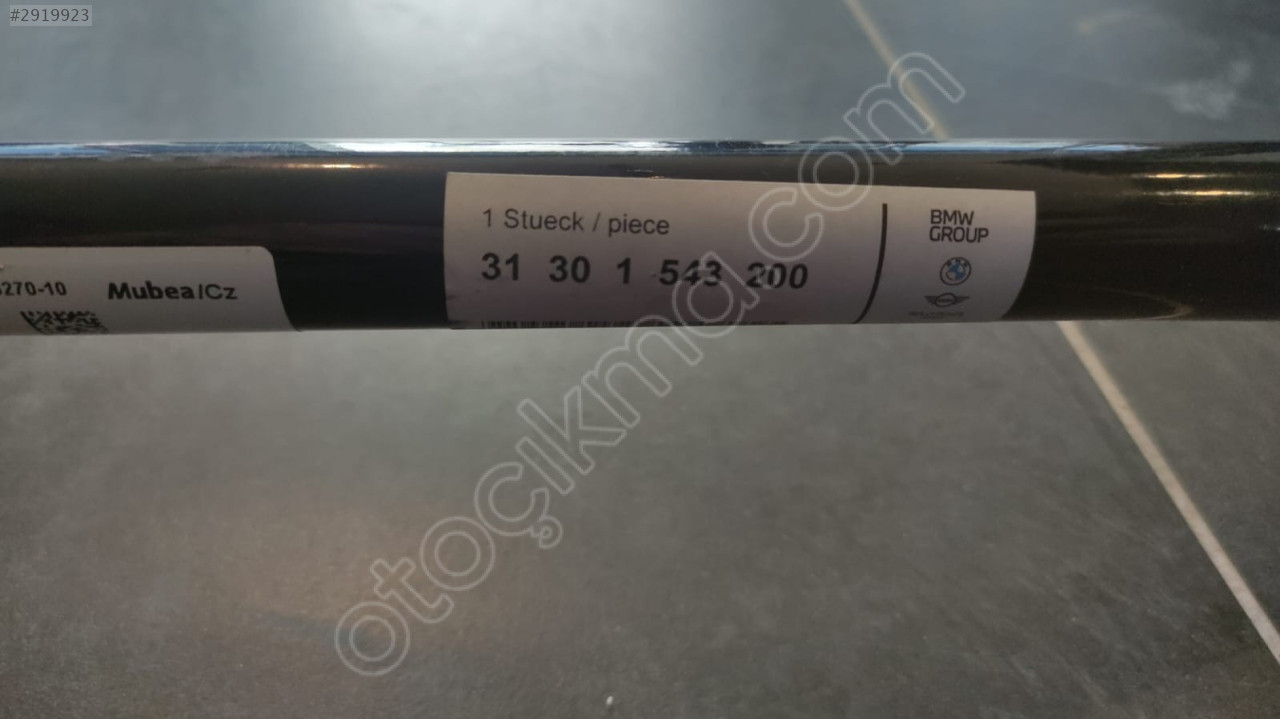 #2919923
1 Stueck / piece
31 30 1 543 200
BMW
GROUP
270-10
Mubea/Cz
otoçıkma.com